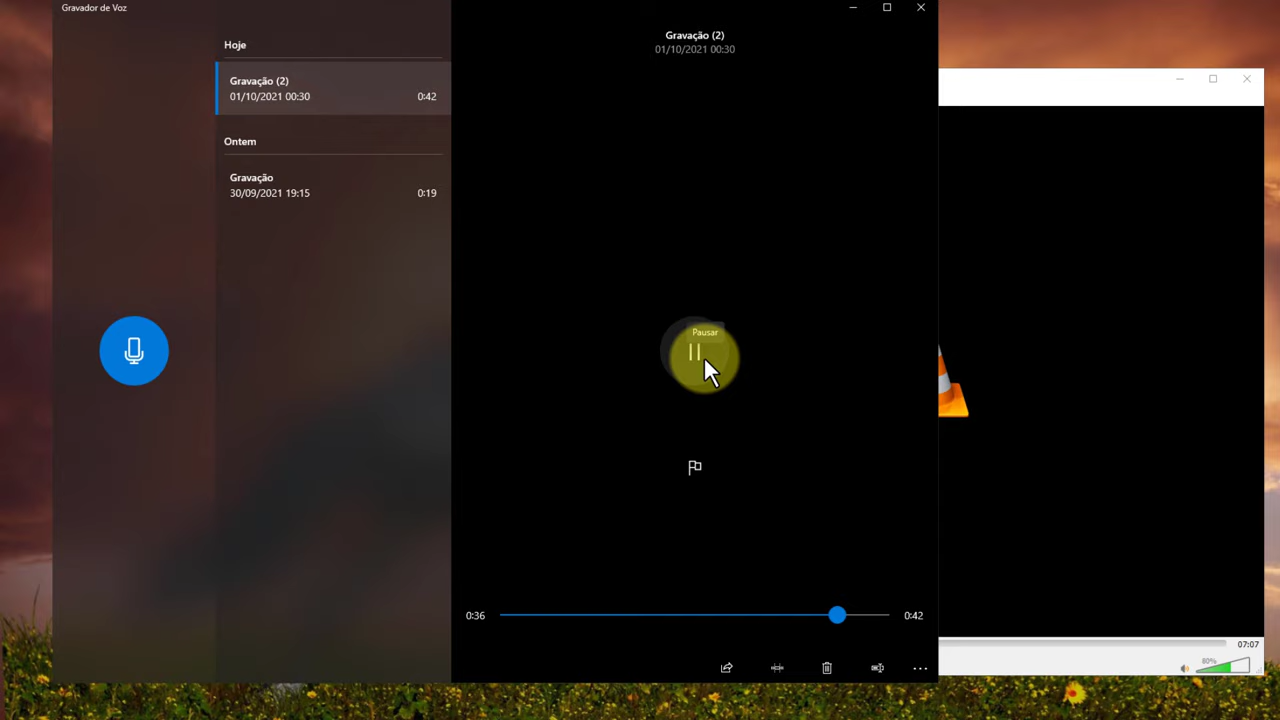 Gravador de Voz
Hoje
Gravação (2)
01/10/2021 00:30 0:42
Ontem
Gravação
30/09/2021 19:15 0:19
Gravação (2)
01/10/2021 00:30
Pausar
0:36 0:42
07:07
80%